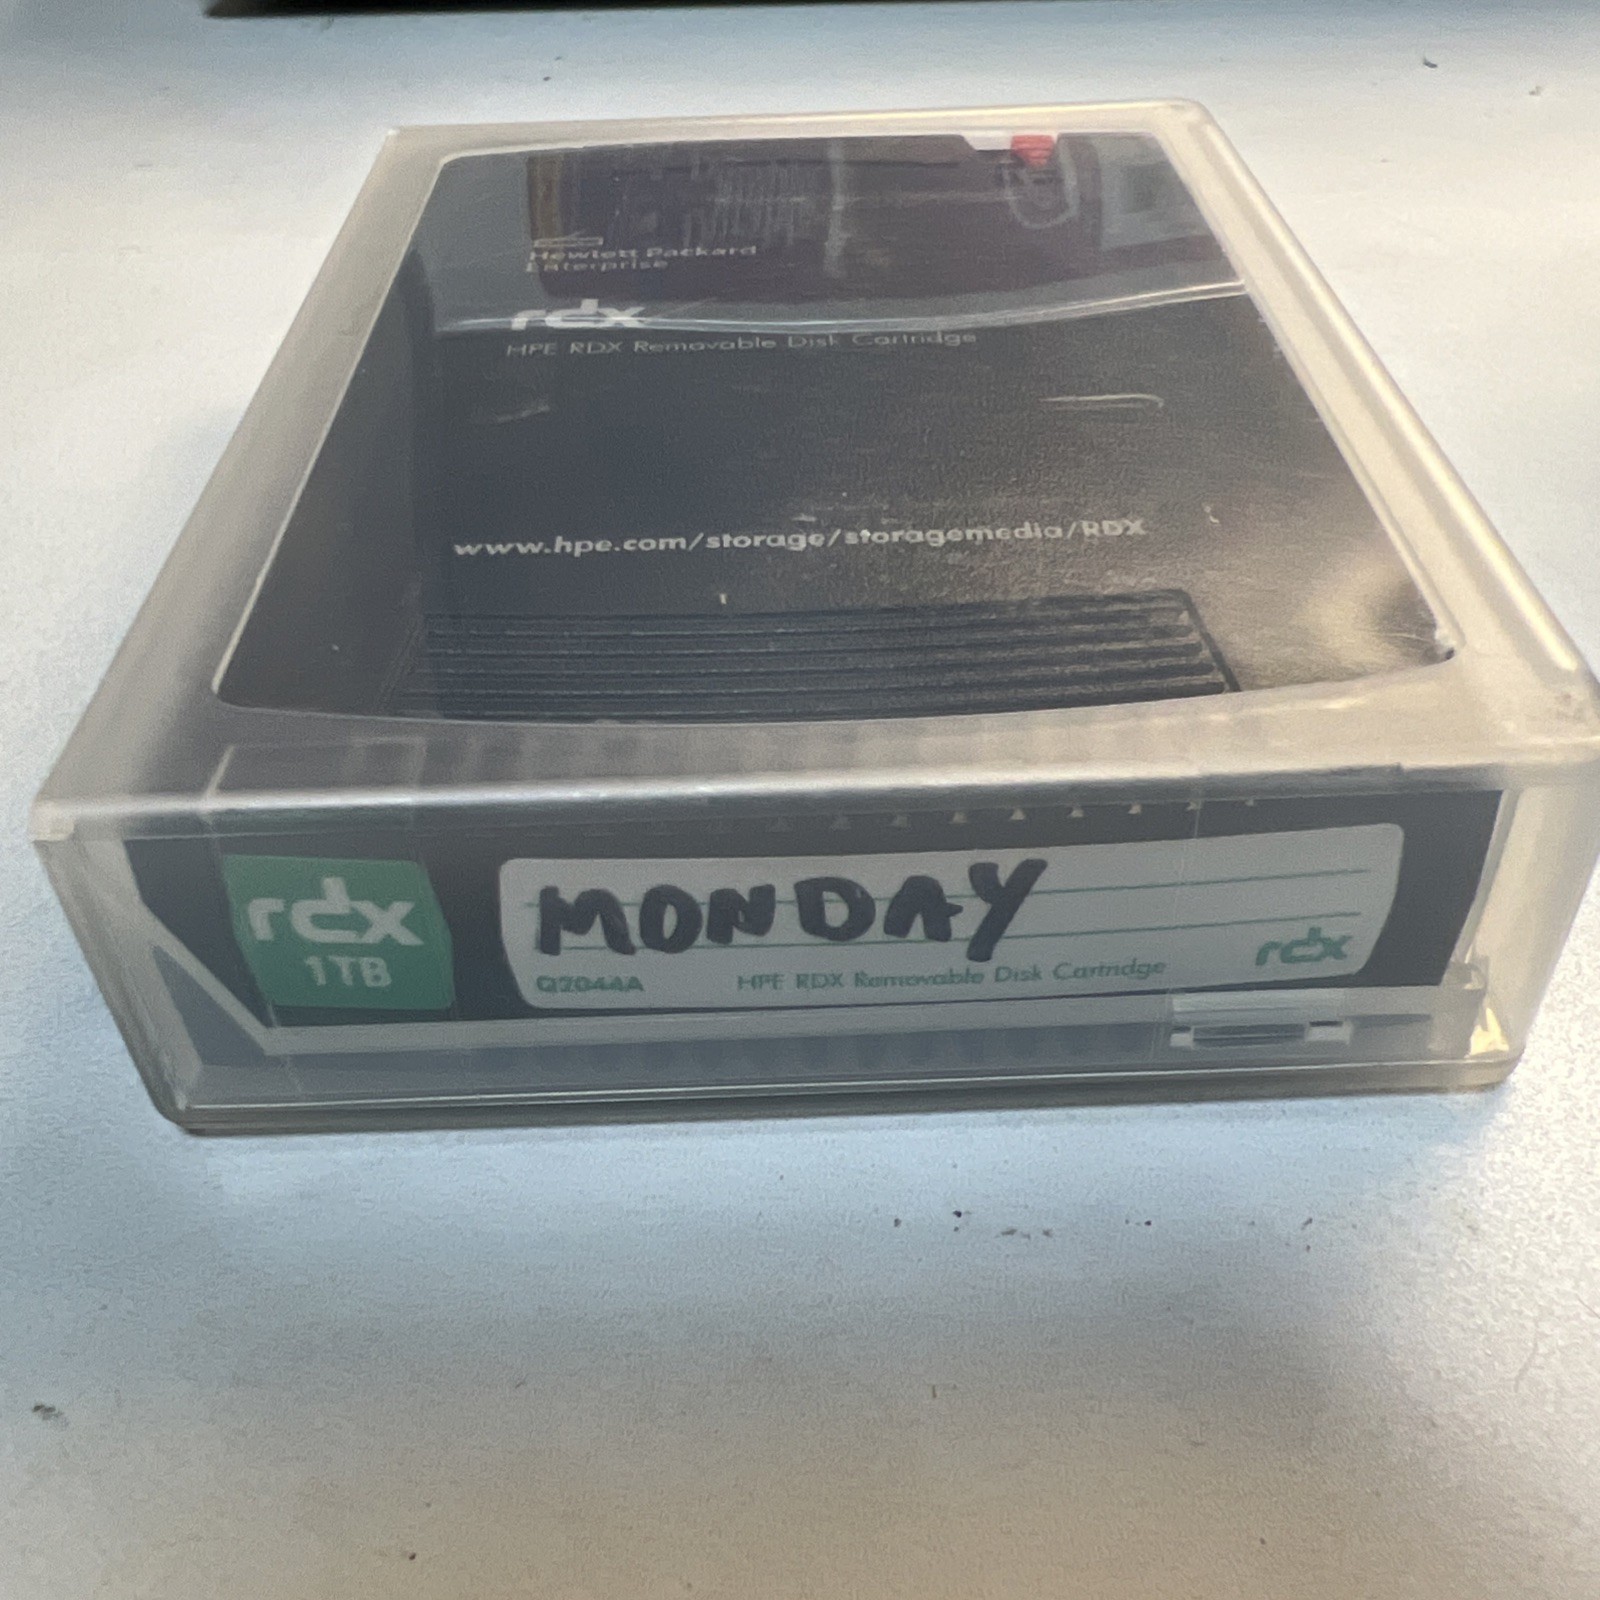 Hewlett Packard
Enterprise
rdx
HPE RDX Removable Disk Cartridge
www.hpe.com/storage/storagemedia/RDX
rdx
1TB
MONDAY
Q2044A
HPE RDX Removable Disk Cartridge
rdx